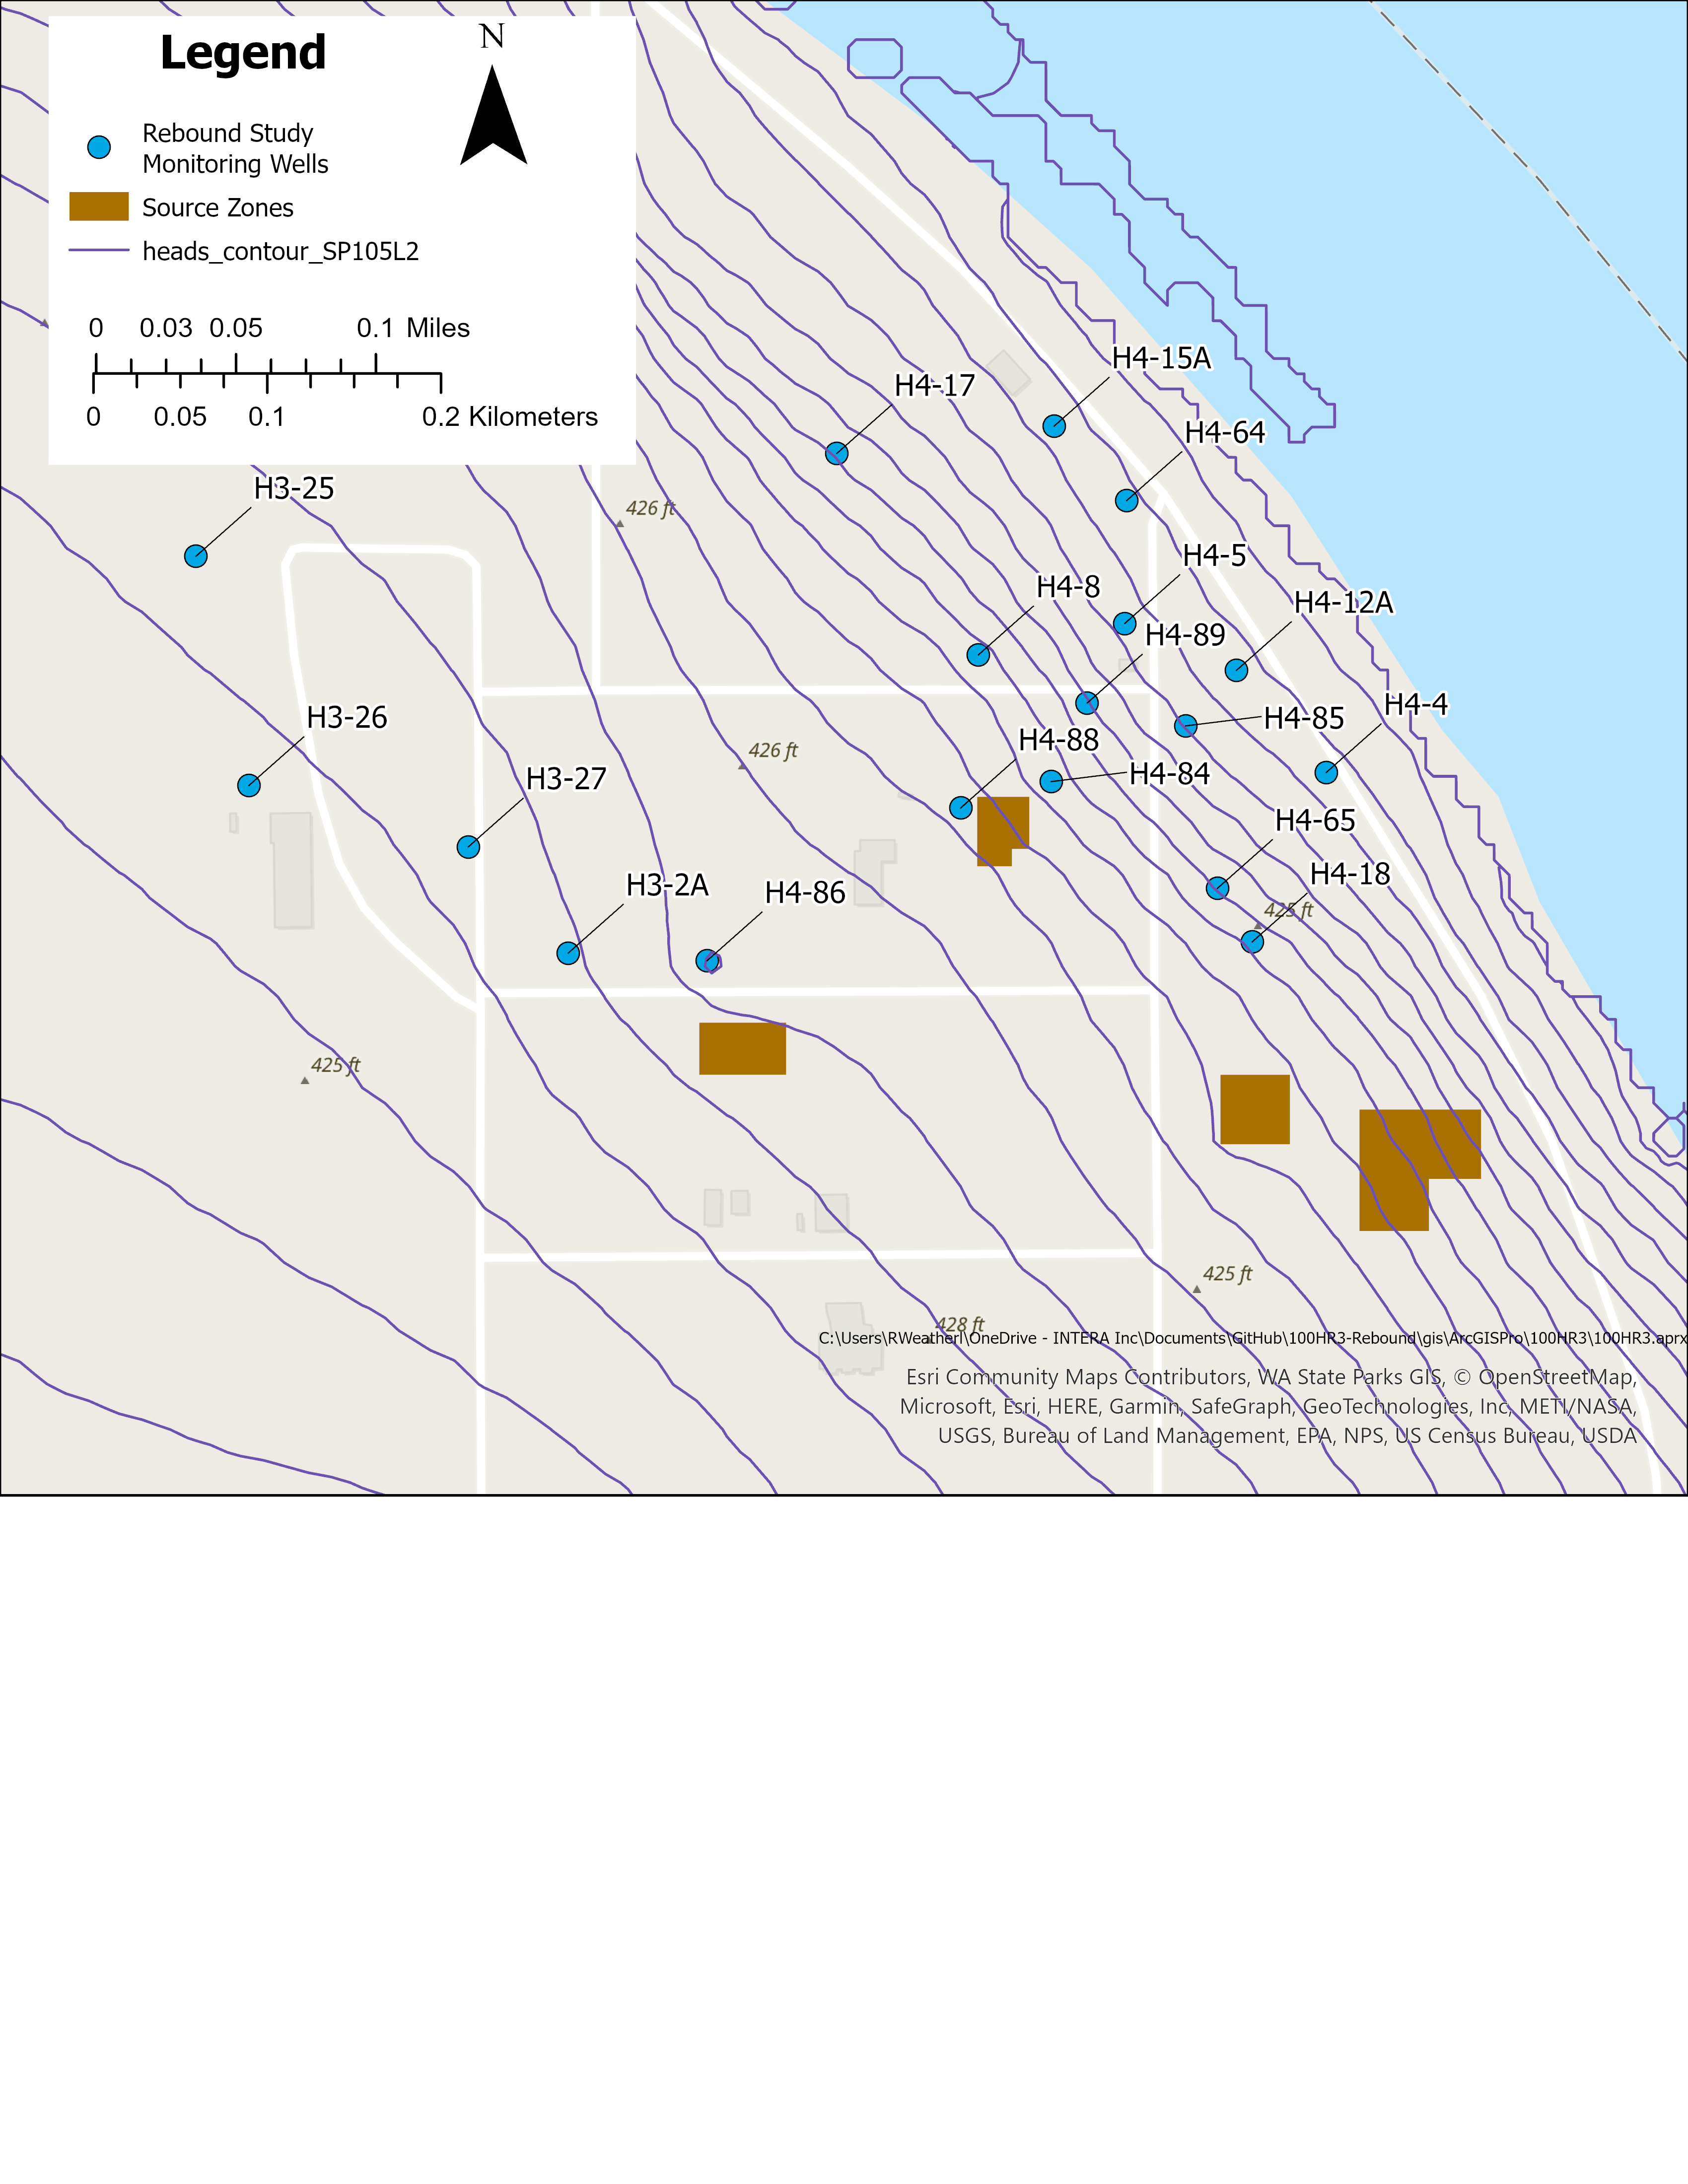 Legend
N
Rebound Study
Monitoring Wells
Source Zones
heads_contour_SP105L2
0 0.03 0.05 0.1 Miles
0 0.05 0.1 0.2 Kilometers
H4-15A
H4-17
H4-64
H3-25
426 ft
H4-5
H4-8
H4-12A
H4-89
H4-4
H3-26
H4-85
H4-88
426 ft
H4-84
H3-27
H4-65
H4-18
H3-2A
H4-86
425 ft
425 ft
425 ft
428 ft
C:\Users\RWeatherl\OneDrive - INTERA Inc\Documents\GitHub\100HR3-Rebound\gis\ArcGISPro\100HR3\100HR3.aprx
Esri Community Maps Contributors, WA State Parks GIS, © OpenStreetMap,
Microsoft, Esri, HERE, Garmin, SafeGraph, GeoTechnologies, Inc, METI/NASA,
USGS, Bureau of Land Management, EPA, NPS, US Census Bureau, USDA